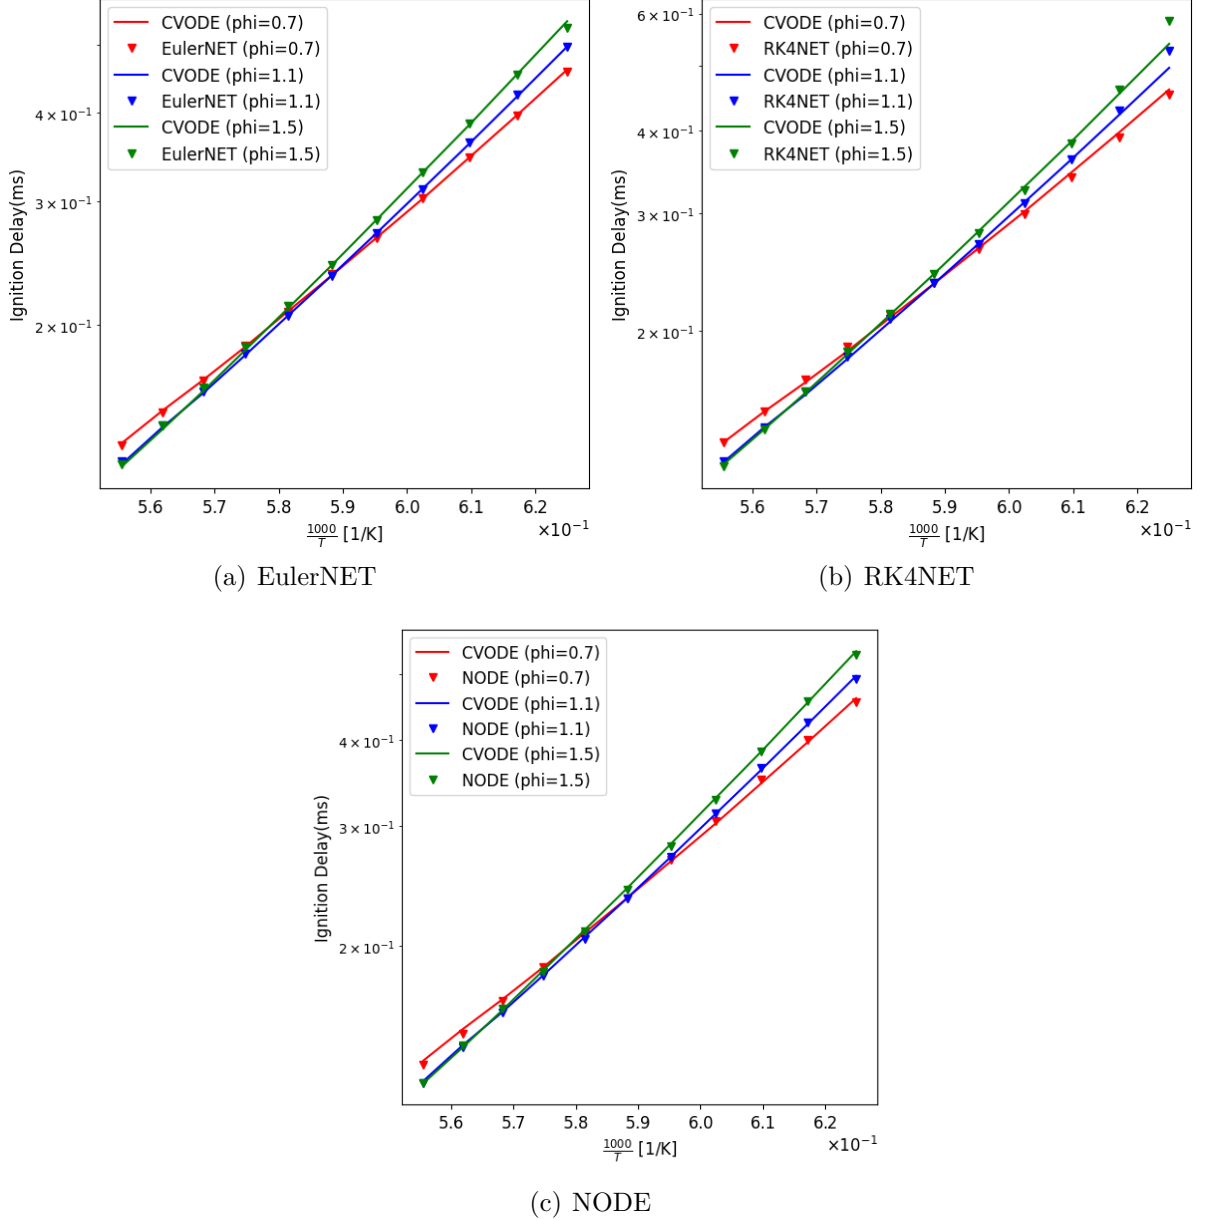 CVODE (phi=0.7)
EulerNET (phi=0.7)
CVODE (phi=1.1)
EulerNET (phi=1.1)
CVODE (phi=1.5)
EulerNET (phi=1.5)
4 × 10⁻¹
3 × 10⁻¹
2 × 10⁻¹
Ignition Delay(ms)
5.6 5.7 5.8 5.9 6.0 6.1 6.2
×10⁻¹
1000/T [1/K]
(a) EulerNET
CVODE (phi=0.7)
RK4NET (phi=0.7)
CVODE (phi=1.1)
RK4NET (phi=1.1)
CVODE (phi=1.5)
RK4NET (phi=1.5)
6 × 10⁻¹
4 × 10⁻¹
3 × 10⁻¹
2 × 10⁻¹
Ignition Delay(ms)
5.6 5.7 5.8 5.9 6.0 6.1 6.2
×10⁻¹
1000/T [1/K]
(b) RK4NET
CVODE (phi=0.7)
NODE (phi=0.7)
CVODE (phi=1.1)
NODE (phi=1.1)
CVODE (phi=1.5)
NODE (phi=1.5)
4 × 10⁻¹
3 × 10⁻¹
2 × 10⁻¹
Ignition Delay(ms)
5.6 5.7 5.8 5.9 6.0 6.1 6.2
×10⁻¹
1000/T [1/K]
(c) NODE